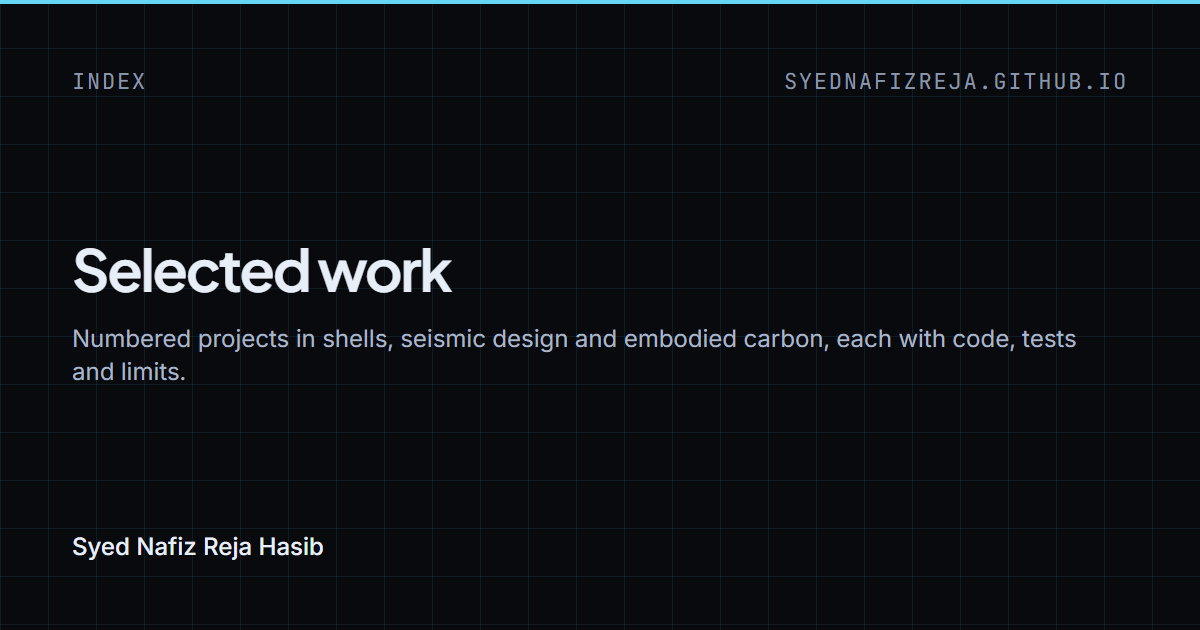 INDEX
SYEDNAFIZREJA.GITHUB.IO
Selected work
Numbered projects in shells, seismic design and embodied carbon, each with code, tests
and limits.
Syed Nafiz Reja Hasib